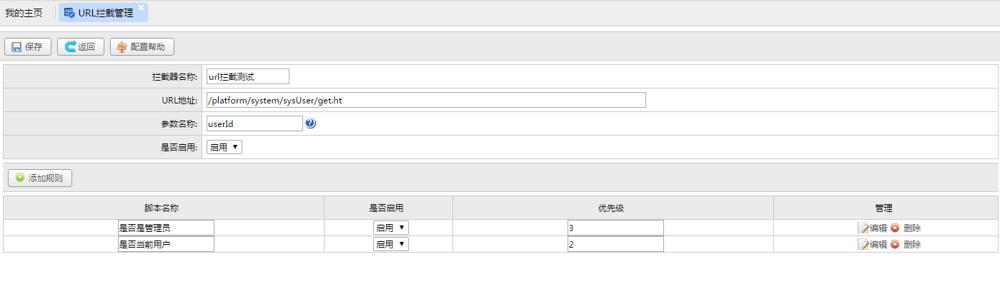 我的主页 URL拦截管理
保存 返回 配置帮助
拦截器名称: url拦截测试
URL地址: /platform/system/sysUser/get.ht
参数名称: userId
是否启用: 启用
添加规则
脚本名称 是否启用 优先级 管理
是否是管理员 启用 3 编辑 删除
是否当前用户 启用 2 编辑 删除